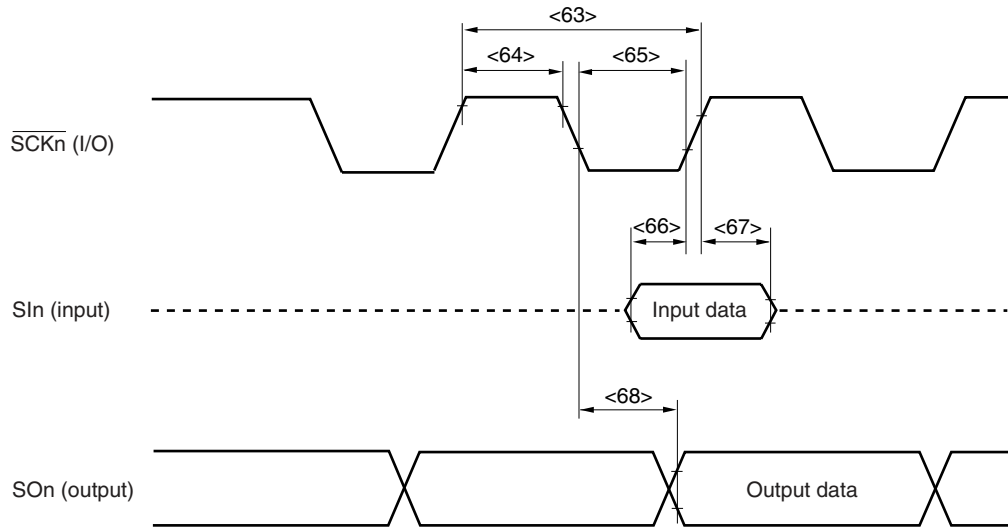 <63>
<64> <65>
SCKn (I/O)
<66> <67>
SIn (input) Input data
<68>
SOn (output) Output data